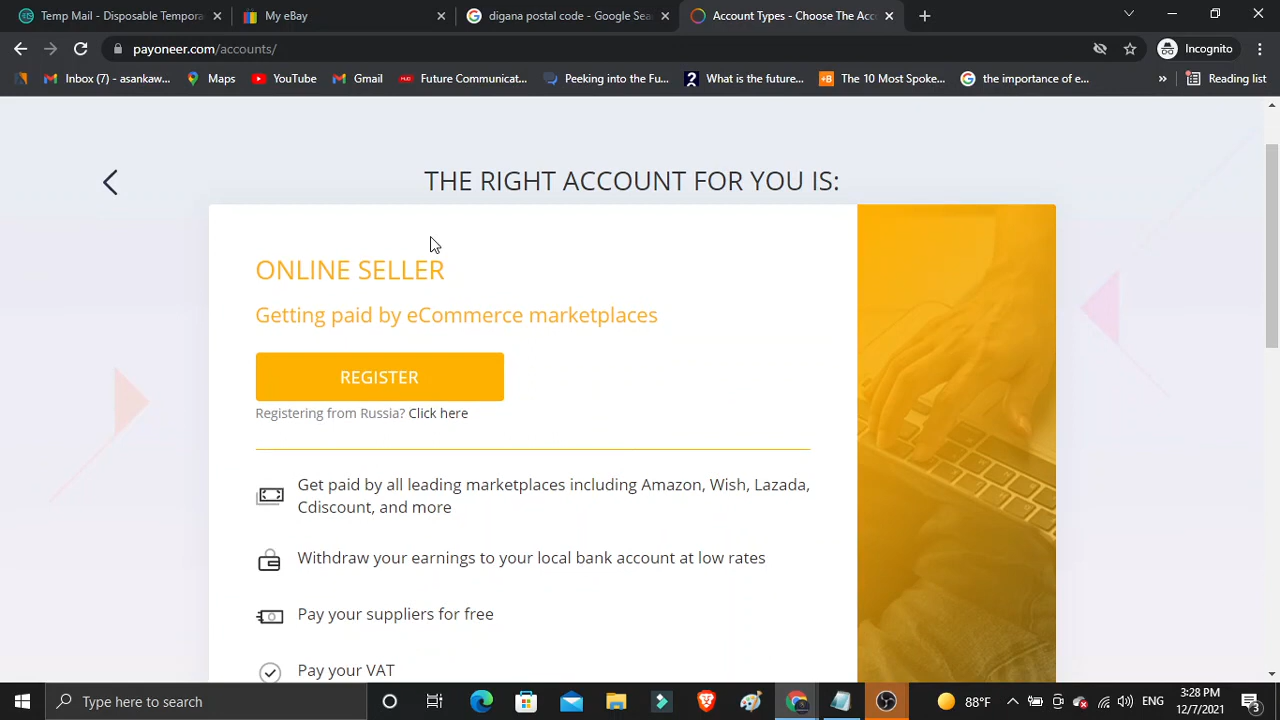 Temp Mail - Disposable Tempora
My eBay
digana postal code - Google Sea
Account Types - Choose The Acc
payoneer.com/accounts/
Incognito
Inbox (7) - asankaw...
Maps
YouTube
Gmail
Future Communicat...
Peeking into the Fu...
What is the future...
The 10 Most Spoke...
the importance of e...
»
Reading list
THE RIGHT ACCOUNT FOR YOU IS:
ONLINE SELLER
Getting paid by eCommerce marketplaces
REGISTER
Registering from Russia? Click here
Get paid by all leading marketplaces including Amazon, Wish, Lazada,
Cdiscount, and more
Withdraw your earnings to your local bank account at low rates
Pay your suppliers for free
Pay your VAT
Type here to search
88°F
ENG
3:28 PM
12/7/2021
3